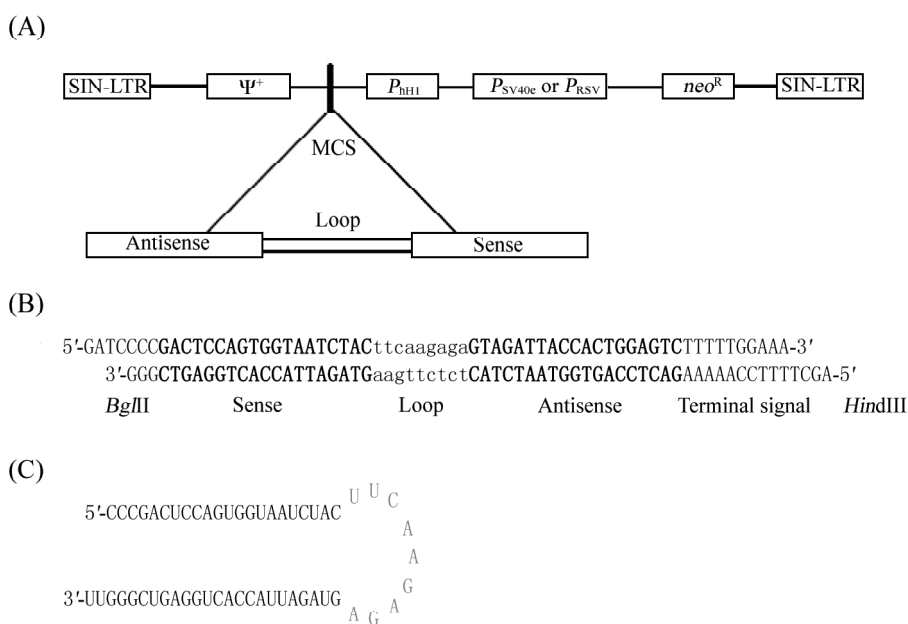 (A)
SIN-LTR Ψ+ PhH1 PSV40e or PRSV neoR SIN-LTR
MCS
Loop
Antisense Sense
(B)
5′-GATCCCCGACTCCAGTGGTAATCTACttcaagagaGTAGATTACCACTGGAGTCTTTTTGGAAA-3′
3′-GGGCTGAGGTCACCATTAGATGaagttctctCATCTAATGGTGACCTCAGAAAAACCTTTTCGA-5′
BglII Sense Loop Antisense Terminal signal HindIII
(C)
5′-CCCGACUCCAGUGGUAAUCUAC U U C A A G A G A
3′-UUGGGCUGAGGUCACCAUUAGAUG